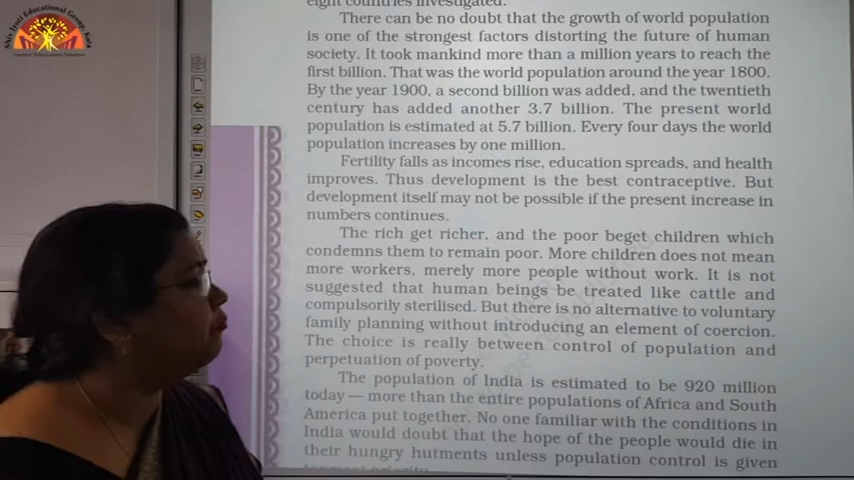 Shiv Jyoti Educational Group, Kota
eight countries investigated.
There can be no doubt that the growth of world population
is one of the strongest factors distorting the future of human
society. It took mankind more than a million years to reach the
first billion. That was the world population around the year 1800.
By the year 1900, a second billion was added, and the twentieth
century has added another 3.7 billion. The present world
population is estimated at 5.7 billion. Every four days the world
population increases by one million.
Fertility falls as incomes rise, education spreads, and health
improves. Thus development is the best contraceptive. But
development itself may not be possible if the present increase in
numbers continues.
The rich get richer, and the poor beget children which
condemns them to remain poor. More children does not mean
more workers, merely more people without work. It is not
suggested that human beings be treated like cattle and
compulsorily sterilised. But there is no alternative to voluntary
family planning without introducing an element of coercion.
The choice is really between control of population and
perpetuation of poverty.
The population of India is estimated to be 920 million
today — more than the entire populations of Africa and South
America put together. No one familiar with the conditions in
India would doubt that the hope of the people would die in
their hungry hutments unless population control is given